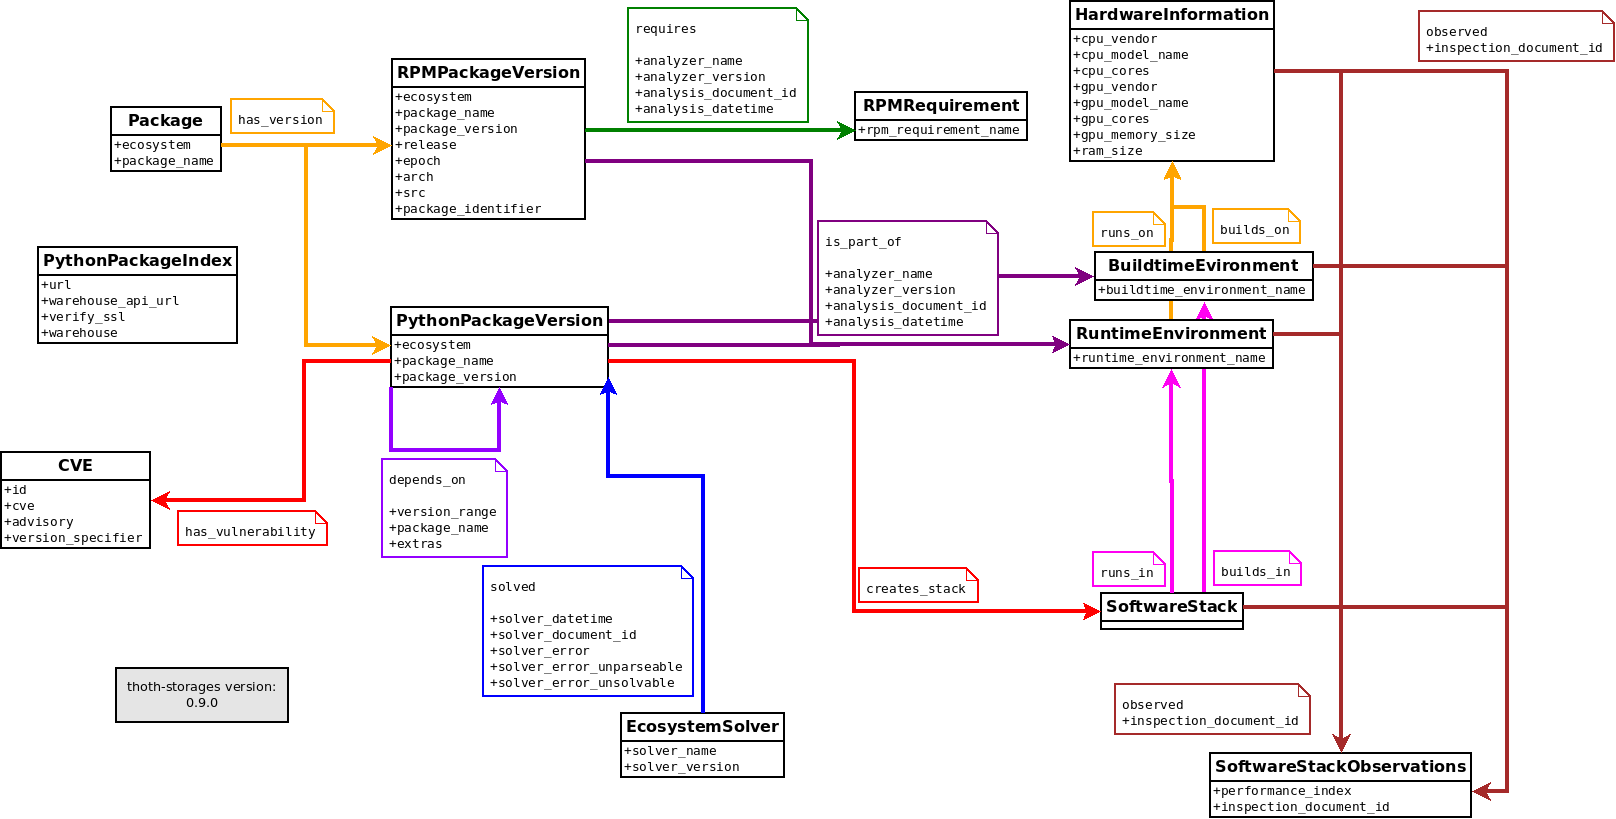 Package
+ecosystem
+package_name
has_version
RPMPackageVersion
+ecosystem
+package_name
+package_version
+release
+epoch
+arch
+src
+package_identifier
requires
+analyzer_name
+analyzer_version
+analysis_document_id
+analysis_datetime
RPMRequirement
+rpm_requirement_name
HardwareInformation
+cpu_vendor
+cpu_model_name
+cpu_cores
+gpu_vendor
+gpu_model_name
+gpu_cores
+gpu_memory_size
+ram_size
observed
+inspection_document_id
PythonPackageIndex
+url
+warehouse_api_url
+verify_ssl
+warehouse
is_part_of
+analyzer_name
+analyzer_version
+analysis_document_id
+analysis_datetime
runs_on
builds_on
BuildtimeEvironment
+buildtime_environment_name
RuntimeEnvironment
+runtime_environment_name
PythonPackageVersion
+ecosystem
+package_name
+package_version
CVE
+id
+cve
+advisory
+version_specifier
has_vulnerability
depends_on
+version_range
+package_name
+extras
solved
+solver_datetime
+solver_document_id
+solver_error
+solver_error_unparseable
+solver_error_unsolvable
creates_stack
runs_in
builds_in
SoftwareStack
thoth-storages version:
0.9.0
EcosystemSolver
+solver_name
+solver_version
observed
+inspection_document_id
SoftwareStackObservations
+performance_index
+inspection_document_id